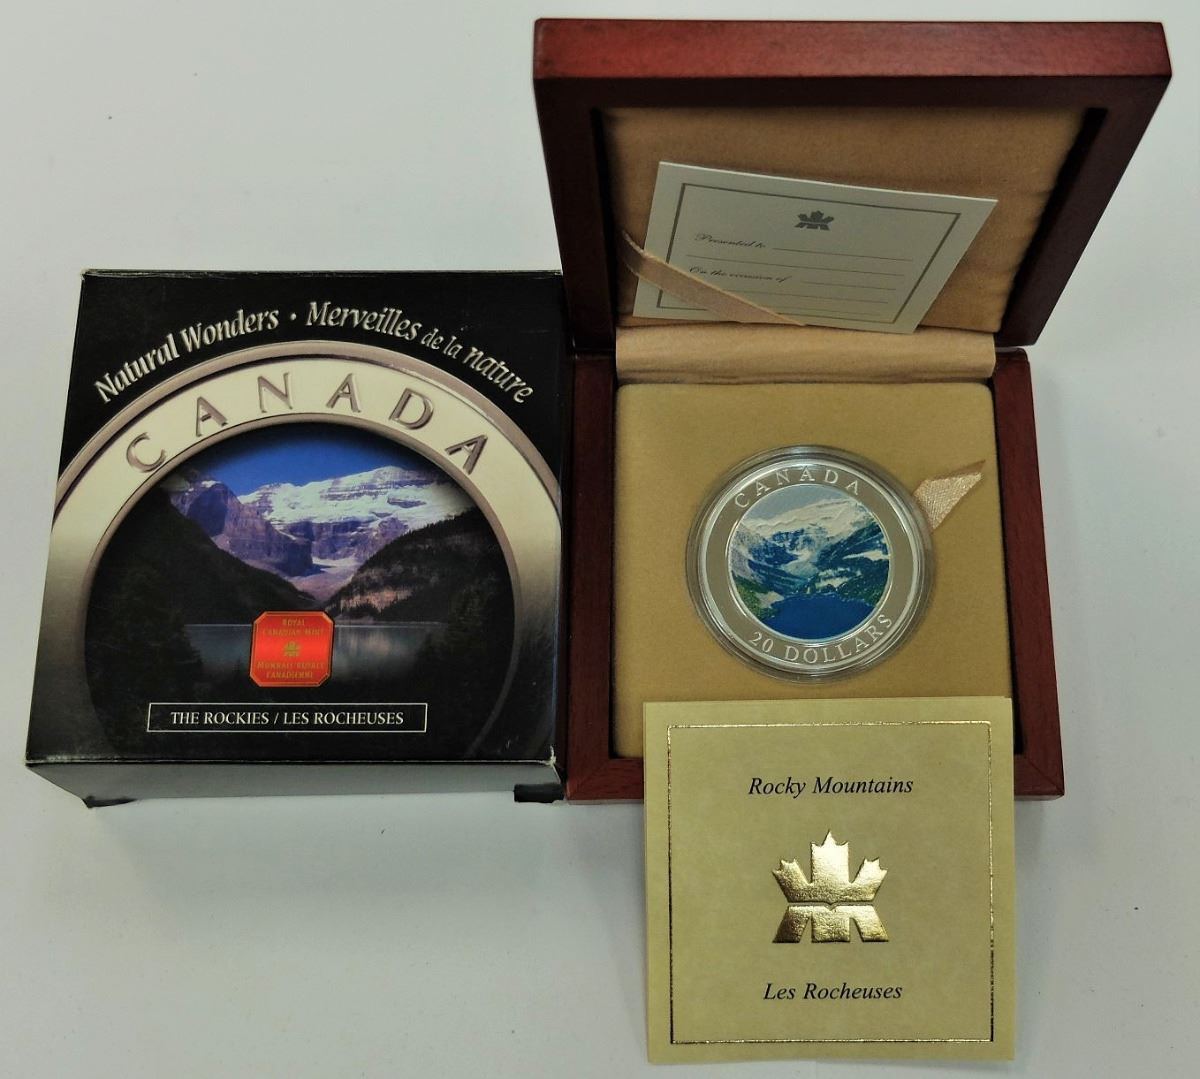 Natural Wonders · Merveilles de la nature
CANADA
ROYAL
CANADIAN MINT
MONNAIE ROYALE
CANADIENNE
THE ROCKIES / LES ROCHEUSES
Presented to
On the occasion of
CANADA
20 DOLLARS
Rocky Mountains
Les Rocheuses